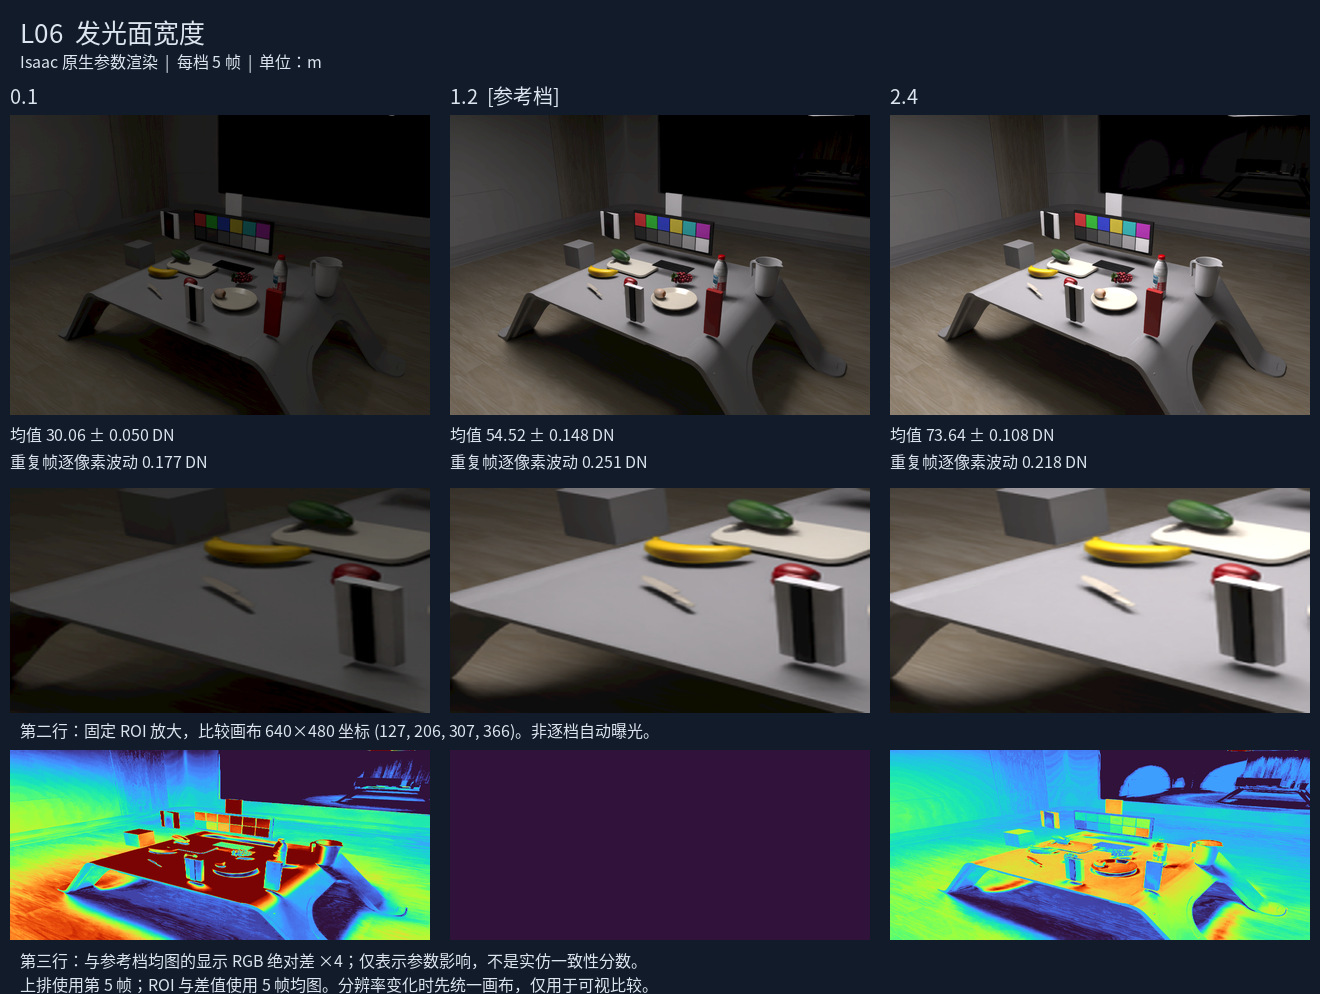 L06 发光面宽度
Isaac 原生参数渲染 | 每档 5 帧 | 单位：m
0.1
1.2 [参考档]
2.4
均值 30.06 ± 0.050 DN
重复帧逐像素波动 0.177 DN
均值 54.52 ± 0.148 DN
重复帧逐像素波动 0.251 DN
均值 73.64 ± 0.108 DN
重复帧逐像素波动 0.218 DN
第二行：固定 ROI 放大，比较画布 640×480 坐标 (127, 206, 307, 366)。非逐档自动曝光。
第三行：与参考档均图的显示 RGB 绝对差 ×4；仅表示参数影响，不是实仿一致性分数。
上排使用第 5 帧；ROI 与差值使用 5 帧均图。分辨率变化时先统一画布，仅用于可视比较。